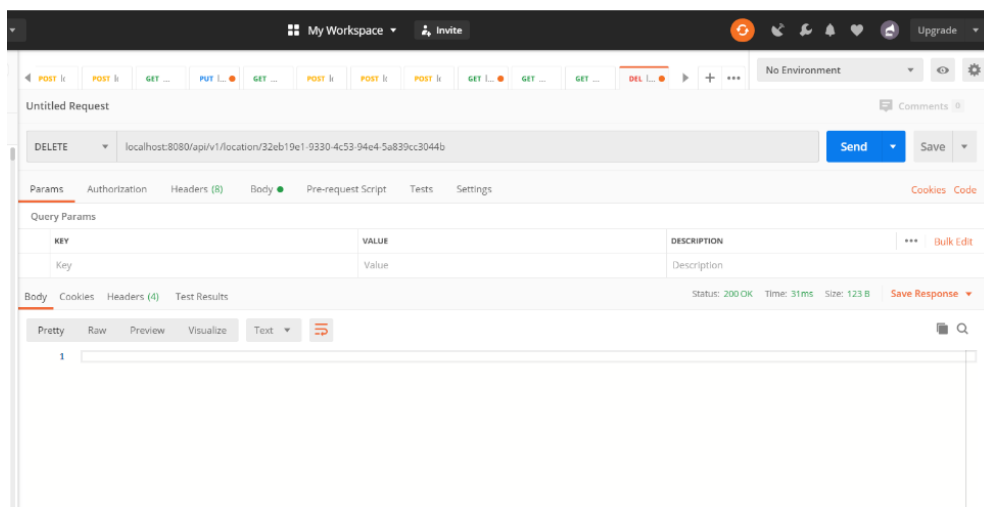 My Workspace Invite Upgrade
POST POST GET ... PUT ... GET ... POST POST POST GET ... GET ... GET ... DEL ... + ••• No Environment
Untitled Request Comments 0
DELETE localhost:8080/api/v1/location/32eb19e1-9330-4c53-94e4-5a839cc3044b Send Save
Params Authorization Headers (8) Body Pre-request Script Tests Settings Cookies Code
Query Params
KEY VALUE DESCRIPTION ••• Bulk Edit
Key Value Description
Body Cookies Headers (4) Test Results Status: 200 OK Time: 31ms Size: 123 B Save Response
Pretty Raw Preview Visualize Text
1